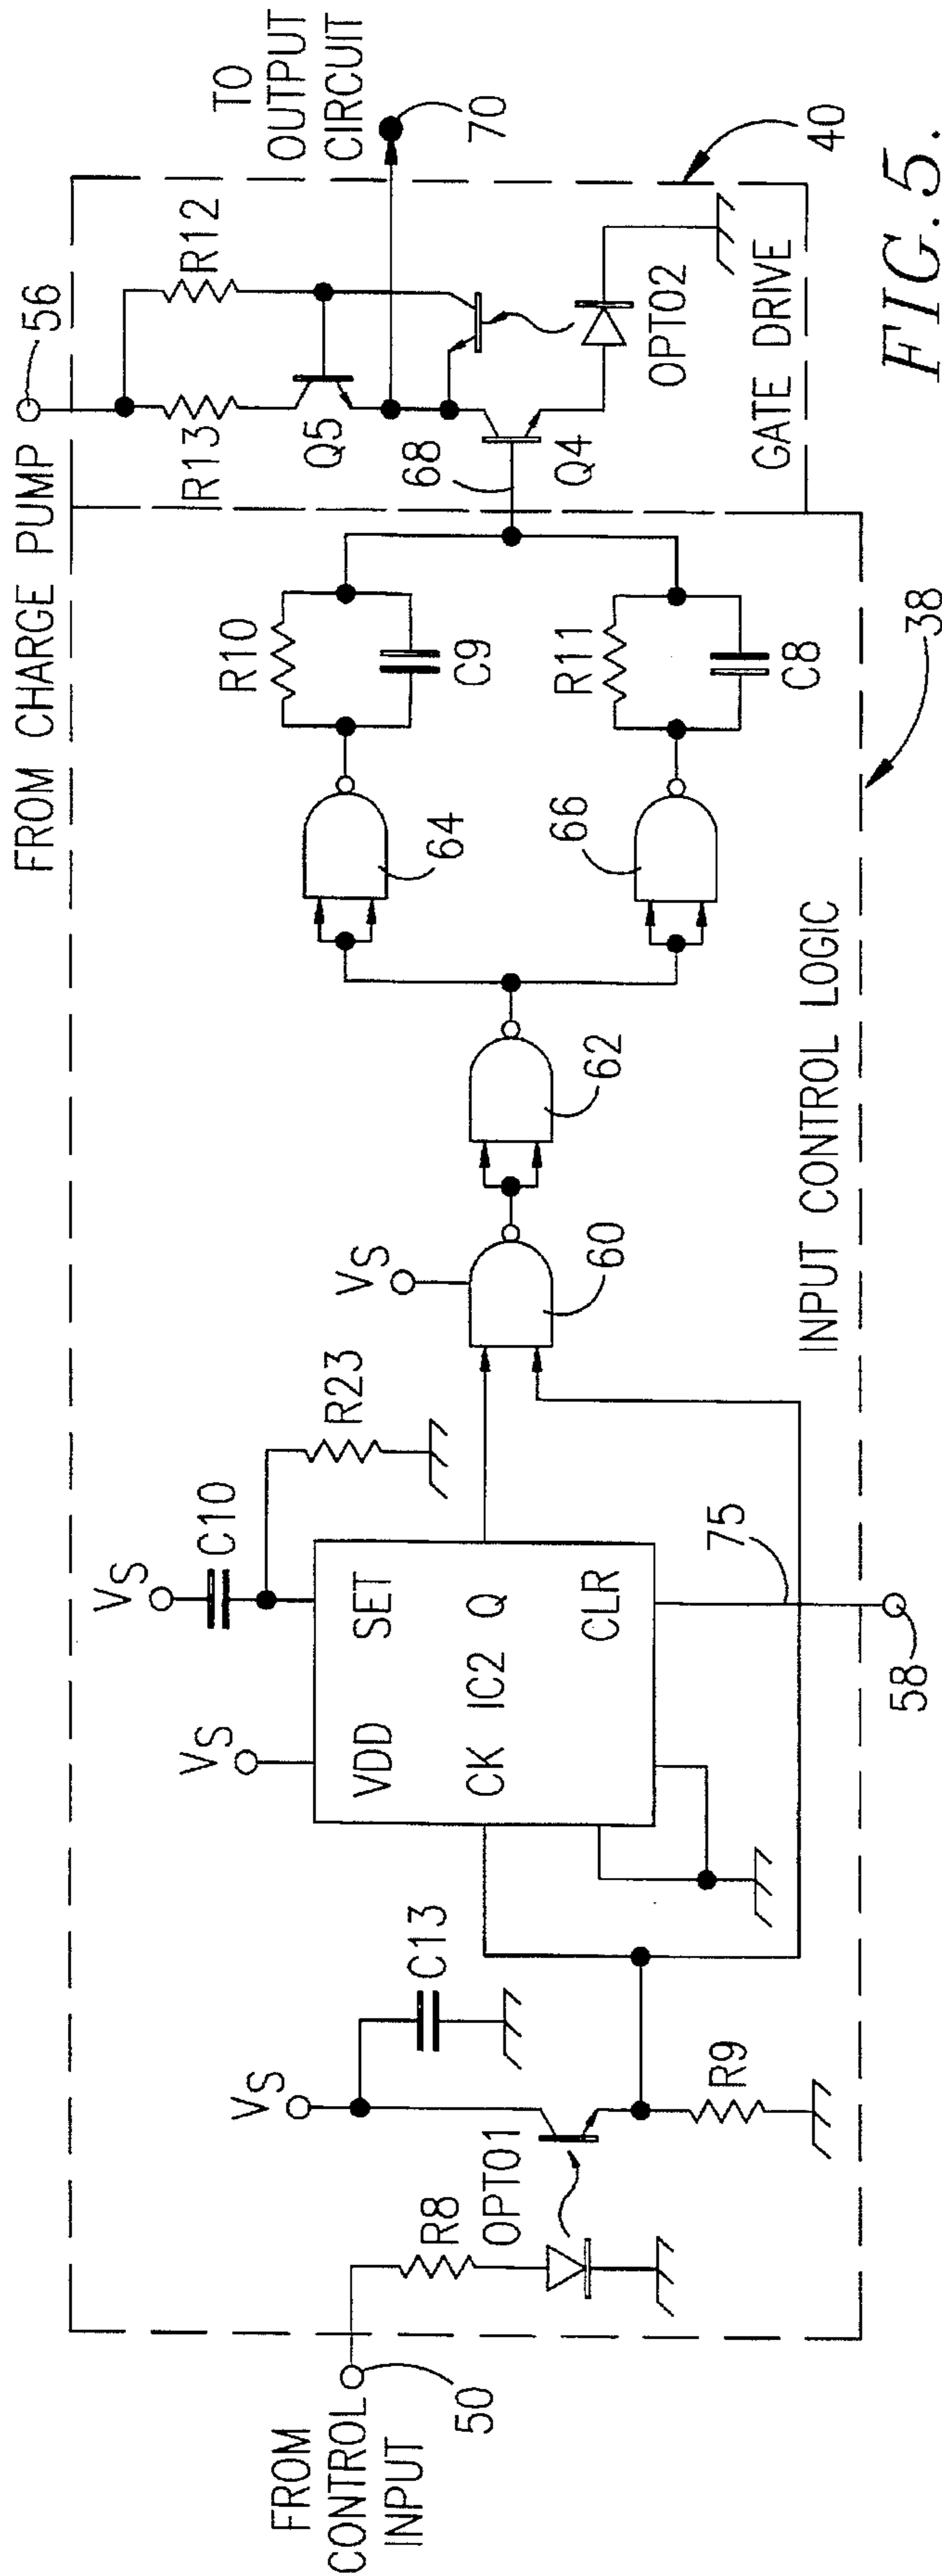 FROM CHARGE PUMP
56
TO
OUTPUT
CIRCUIT
R13
R12
Q5
70
68
Q4
OPTO2
GATE DRIVE
40
R10
C9
64
R11
C8
66
62
60
VS
R23
C10
VS
VS
VDD
SET
CK
IC2
Q
CLR
75
58
C13
VS
OPTO1
R9
R8
FROM
CONTROL
INPUT
50
INPUT CONTROL LOGIC
38
FIG.5.